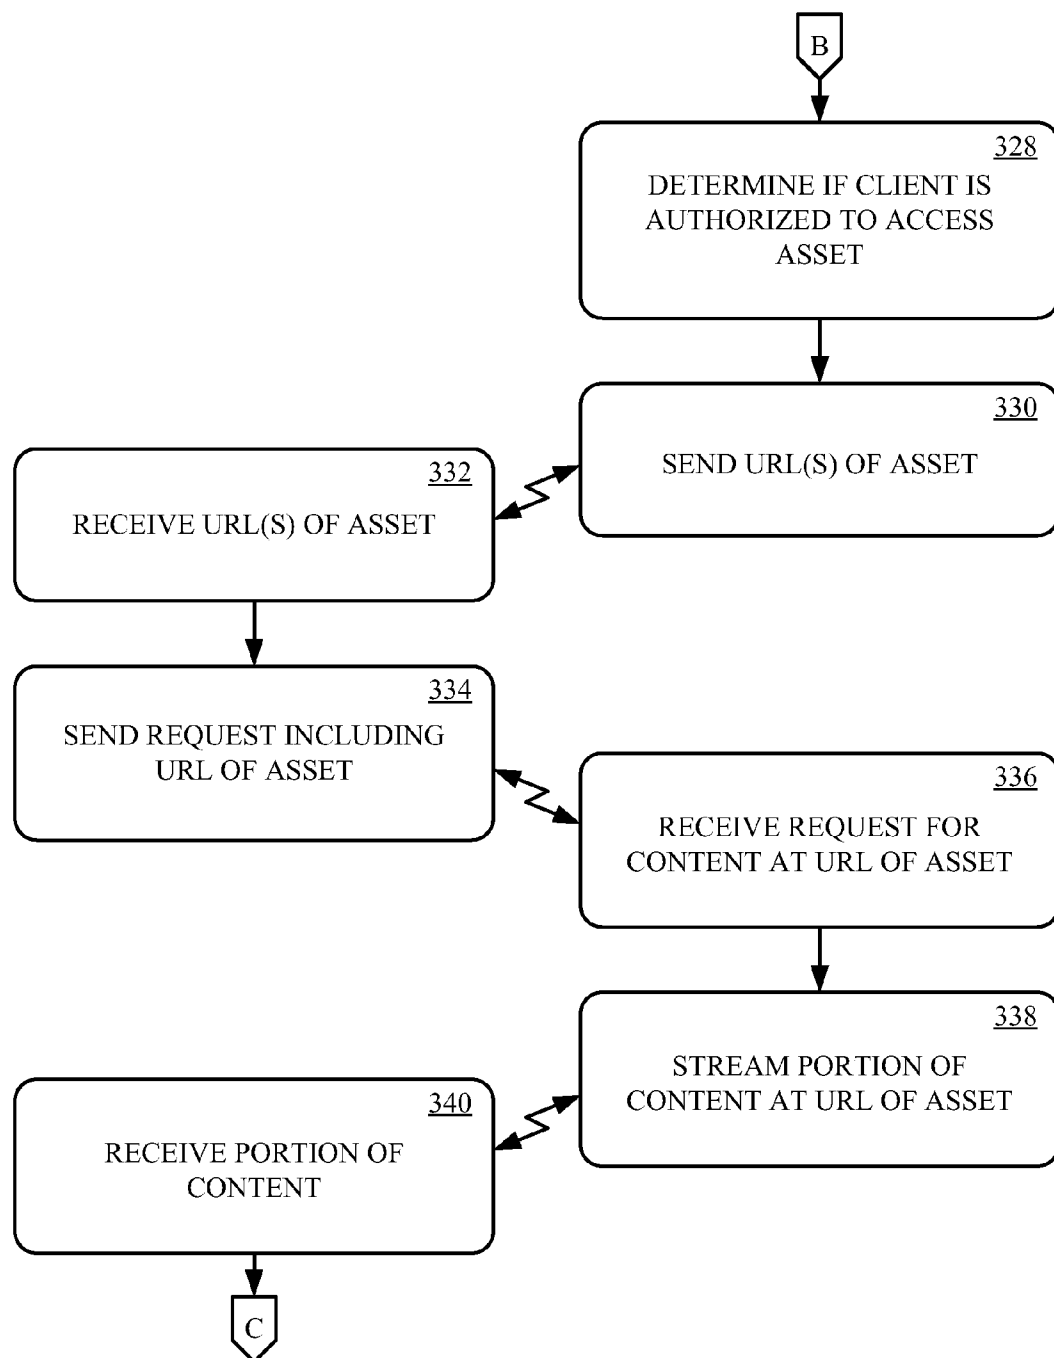 B
328
DETERMINE IF CLIENT IS
AUTHORIZED TO ACCESS
ASSET
330
SEND URL(S) OF ASSET
332
RECEIVE URL(S) OF ASSET
334
SEND REQUEST INCLUDING
URL OF ASSET
336
RECEIVE REQUEST FOR
CONTENT AT URL OF ASSET
338
STREAM PORTION OF
CONTENT AT URL OF ASSET
340
RECEIVE PORTION OF
CONTENT
C